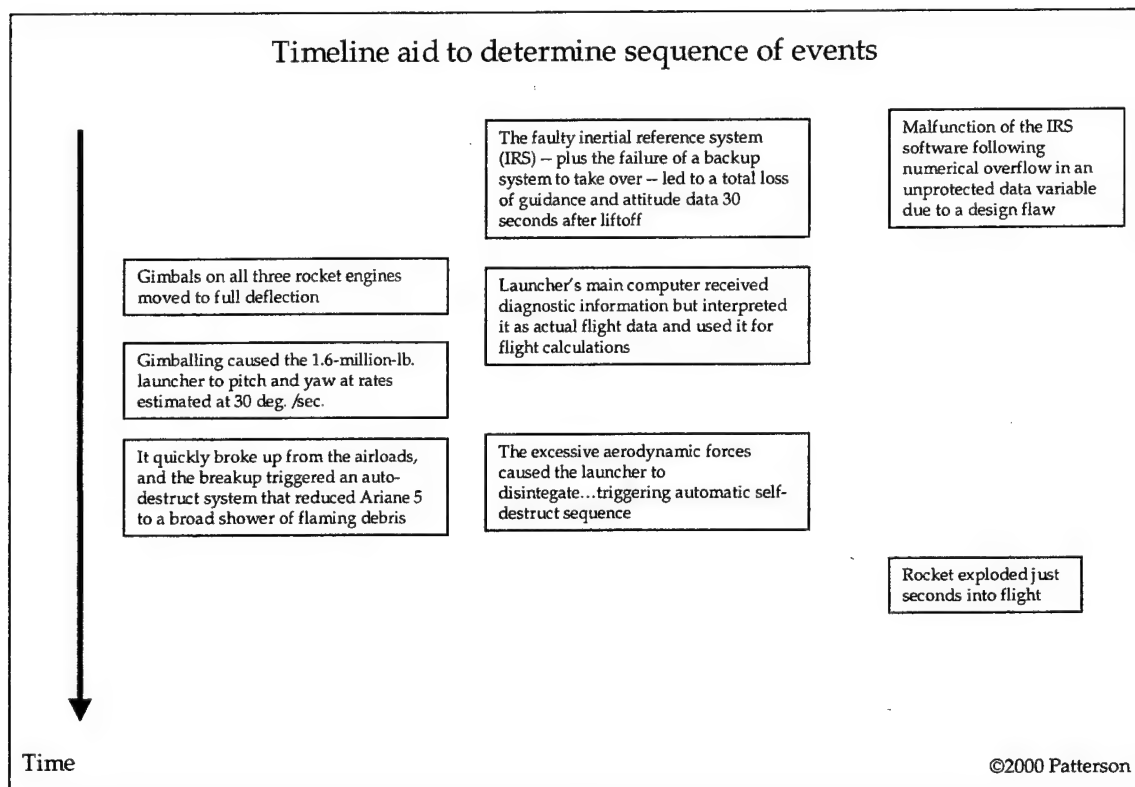 Timeline aid to determine sequence of events
The faulty inertial reference system
(IRS) – plus the failure of a backup
system to take over – led to a total loss
of guidance and attitude data 30
seconds after liftoff
Malfunction of the IRS
software following
numerical overflow in an
unprotected data variable
due to a design flaw
Gimbals on all three rocket engines
moved to full deflection
Launcher's main computer received
diagnostic information but interpreted
it as actual flight data and used it for
flight calculations
Gimballing caused the 1.6-million-lb.
launcher to pitch and yaw at rates
estimated at 30 deg. /sec.
It quickly broke up from the airloads,
and the breakup triggered an auto-
destruct system that reduced Ariane 5
to a broad shower of flaming debris
The excessive aerodynamic forces
caused the launcher to
disintegate...triggering automatic self-
destruct sequence
Rocket exploded just
seconds into flight
Time
©2000 Patterson